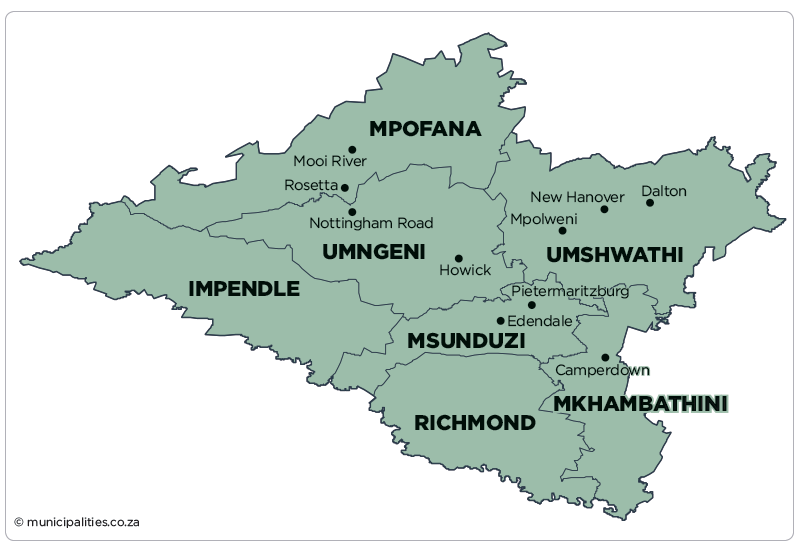 MPOFANA
Mooi River
Rosetta
Nottingham Road
UMNGENI
Howick
New Hanover
Dalton
Mpolweni
UMSHWATHI
IMPENDLE
Pietermaritzburg
Edendale
MSUNDUZI
Camperdown
MKHAMBATHINI
RICHMOND
© municipalities.co.za